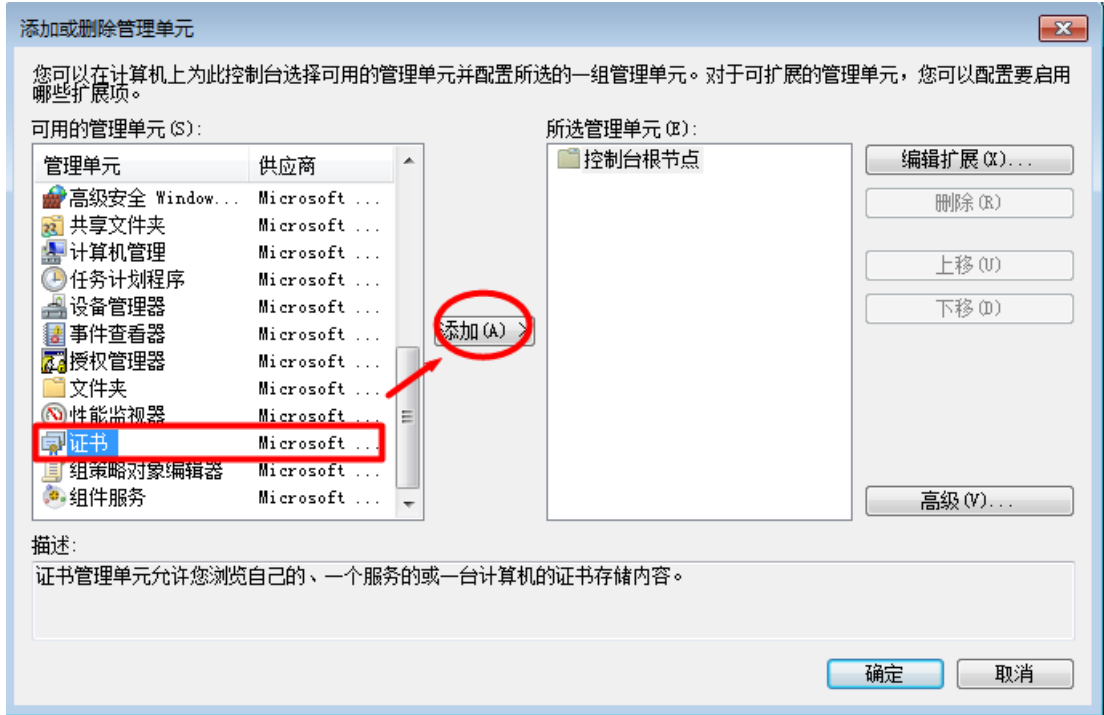 添加或删除管理单元
您可以在计算机上为此控制台选择可用的管理单元并配置所选的一组管理单元。对于可扩展的管理单元，您可以配置要启用
哪些扩展项。
可用的管理单元(S):
所选管理单元(E):
管理单元 供应商
高级安全 Window... Microsoft ...
共享文件夹 Microsoft ...
计算机管理 Microsoft ...
任务计划程序 Microsoft ...
设备管理器 Microsoft ...
事件查看器 Microsoft ...
授权管理器 Microsoft ...
文件夹 Microsoft ...
性能监视器 Microsoft ...
证书 Microsoft ...
组策略对象编辑器 Microsoft ...
组件服务 Microsoft ...
添加(A) >
控制台根节点
编辑扩展(X)...
删除(R)
上移(U)
下移(D)
高级(V)...
描述:
证书管理单元允许您浏览自己的、一个服务的或一台计算机的证书存储内容。
确定
取消